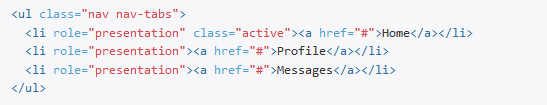 <ul class="nav nav-tabs">
  <li role="presentation" class="active"><a href="#">Home</a></li>
  <li role="presentation"><a href="#">Profile</a></li>
  <li role="presentation"><a href="#">Messages</a></li>
</ul>